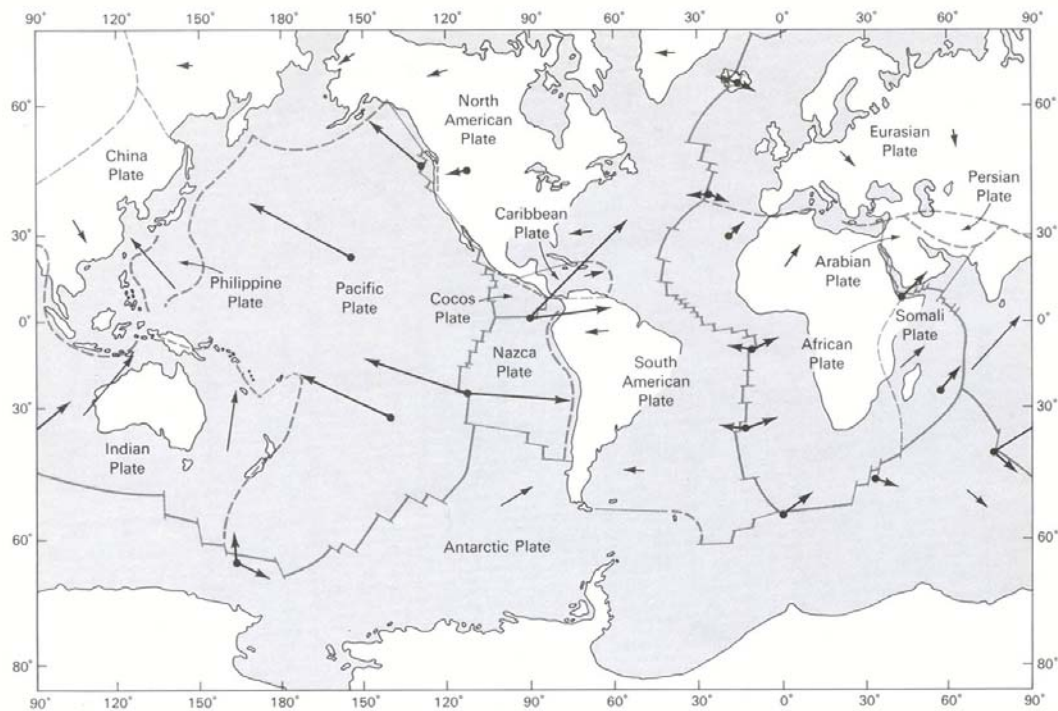 90° 120° 150° 180° 150° 120° 90° 60° 30° 0° 30° 60° 90°
60°
30°
0°
30°
60°
80°
North
American
Plate
Eurasian
Plate
China
Plate
Persian
Plate
Caribbean
Plate
Arabian
Plate
Philippine
Plate
Pacific
Plate
Cocos
Plate
Somali
Plate
Nazca
Plate
African
Plate
South
American
Plate
Indian
Plate
Antarctic Plate
60°
30°
0°
30°
60°
80°
90° 120° 150° 180° 150° 120° 90° 60° 30° 0° 30° 60° 90°